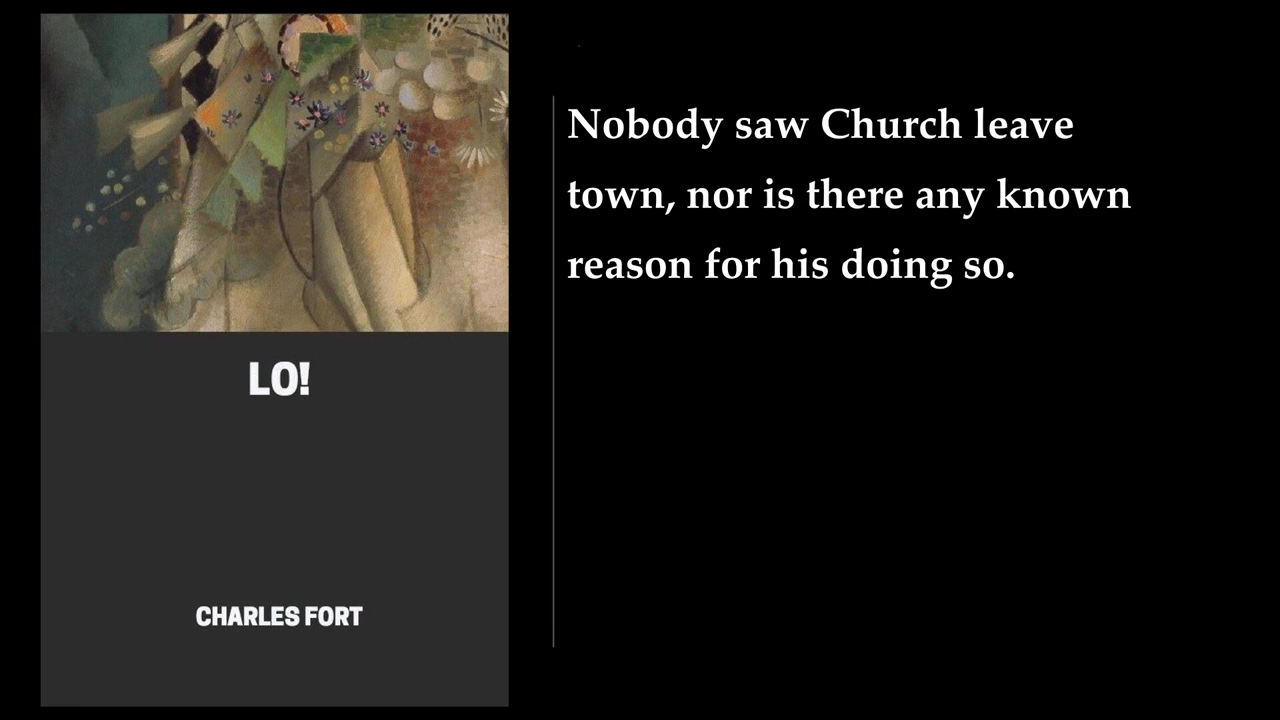 LO!
CHARLES FORT
Nobody saw Church leave
town, nor is there any known
reason for his doing so.